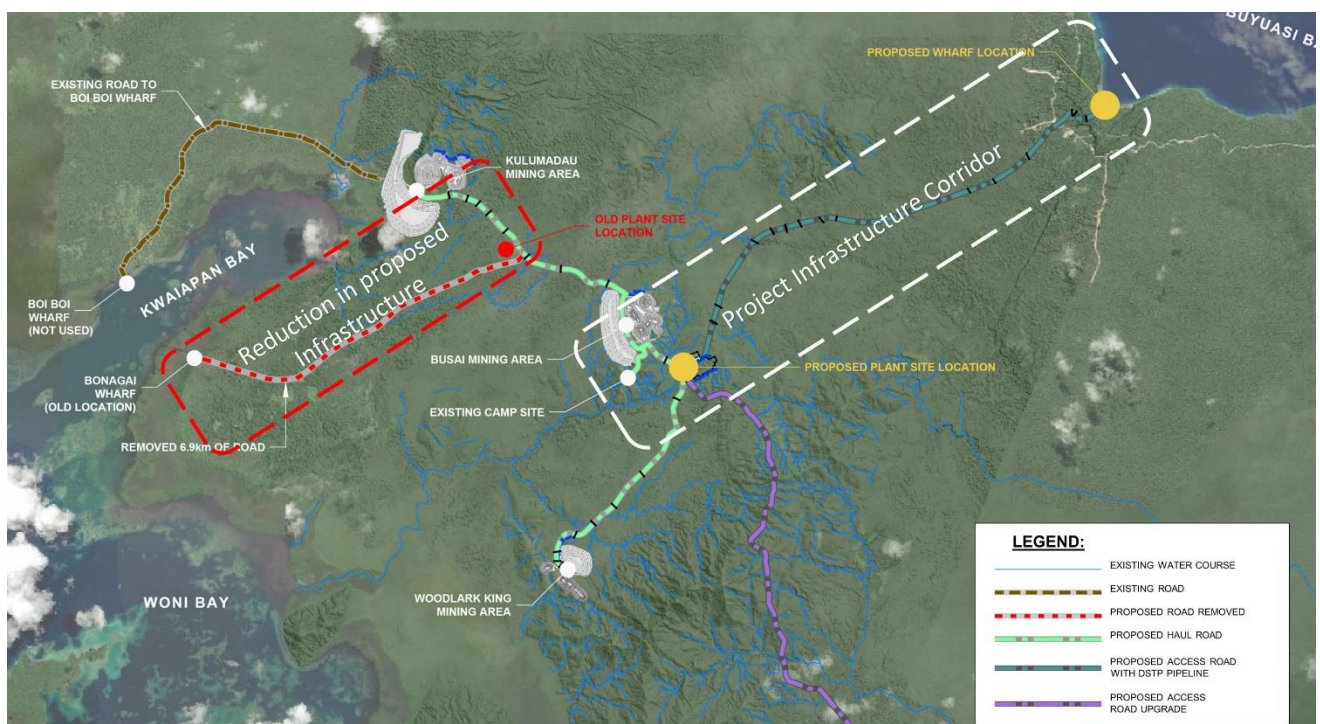 BUYUASI BA
PROPOSED WHARF LOCATION
EXISTING ROAD TO
BOI BOI WHARF
KULUMADAU
MINING AREA
OLD PLANT SITE
LOCATION
Project Infrastructure Corridor
Reduction in proposed
Infrastructure
KWAIAPAN BAY
BOI BOI
WHARF
(NOT USED)
BUSAI MINING AREA
PROPOSED PLANT SITE LOCATION
BONAGAI
WHARF
(OLD LOCATION)
EXISTING CAMP SITE
REMOVED 6.9km OF ROAD
WOODLARK KING
MINING AREA
WONI BAY
LEGEND:
EXISTING WATER COURSE
EXISTING ROAD
PROPOSED ROAD REMOVED
PROPOSED HAUL ROAD
PROPOSED ACCESS ROAD
WITH DSTP PIPELINE
PROPOSED ACCESS
ROAD UPGRADE